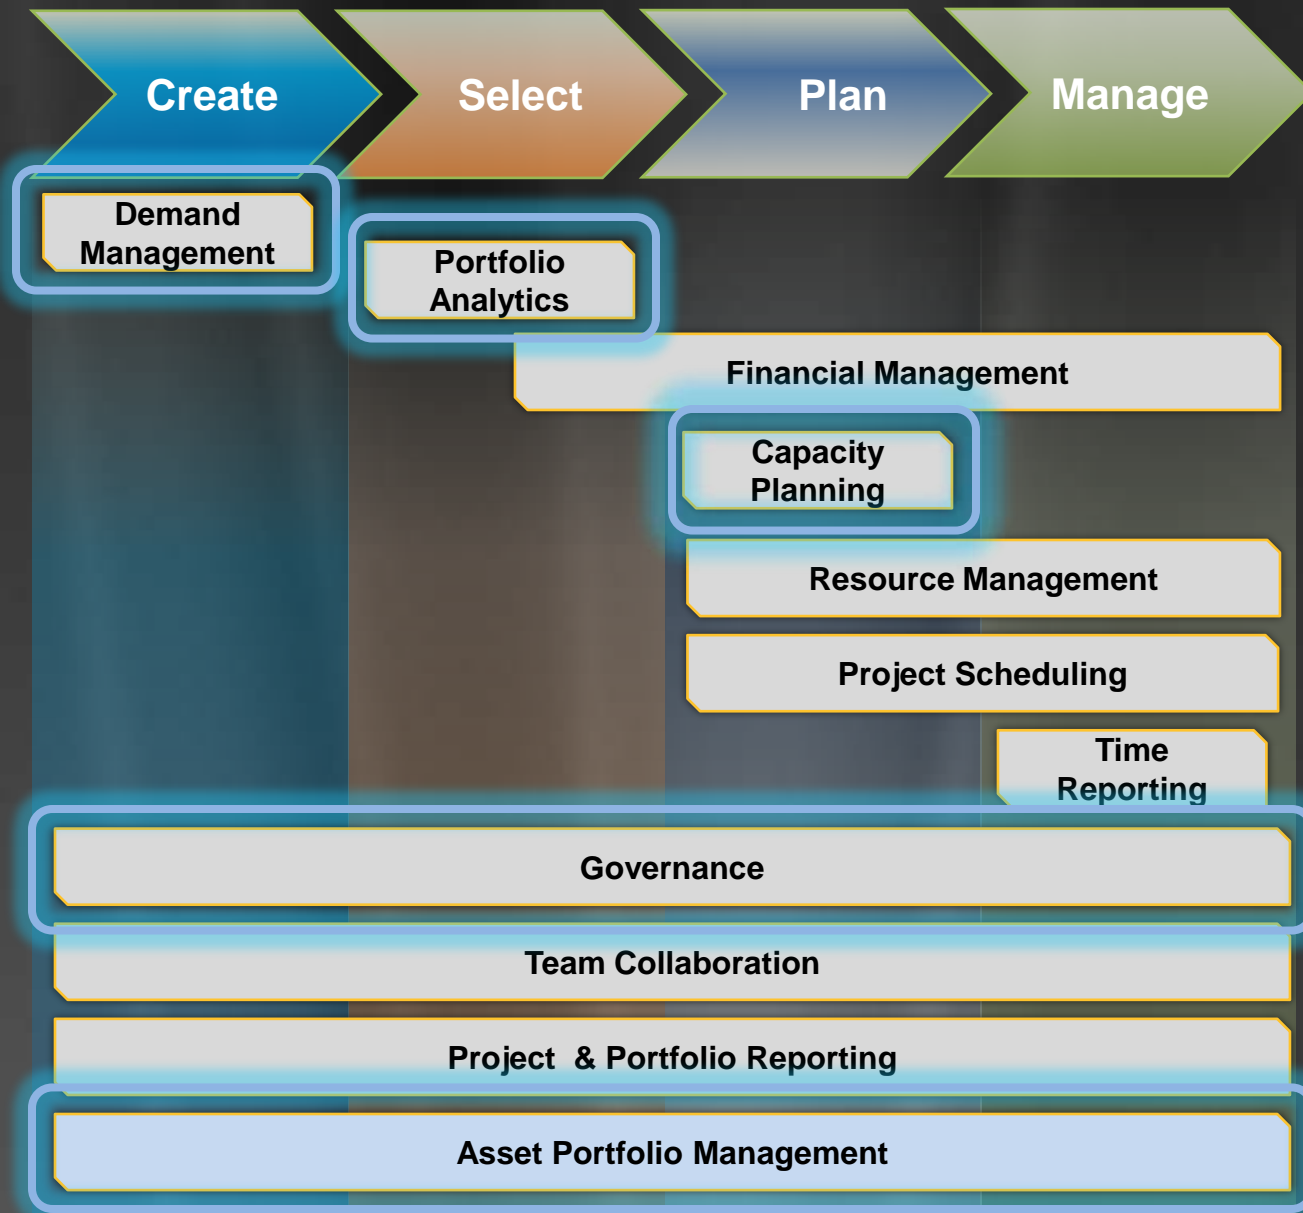 Create
Select
Plan
Manage
Demand
Management
Portfolio
Analytics
Financial Management
Capacity
Planning
Resource Management
Project Scheduling
Time
Reporting
Governance
Team Collaboration
Project  & Portfolio Reporting
Asset Portfolio Management